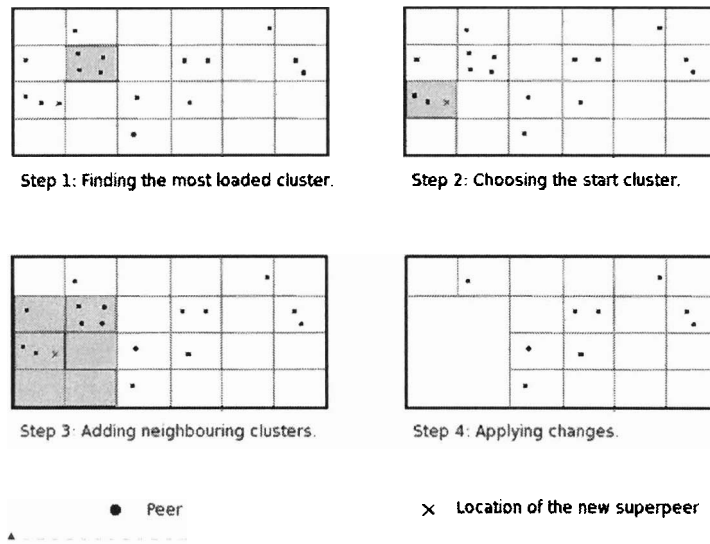 Step 1: Finding the most loaded cluster.
Step 2: Choosing the start cluster.
Step 3: Adding neighbouring clusters.
Step 4: Applying changes.
Peer
Location of the new superpeer